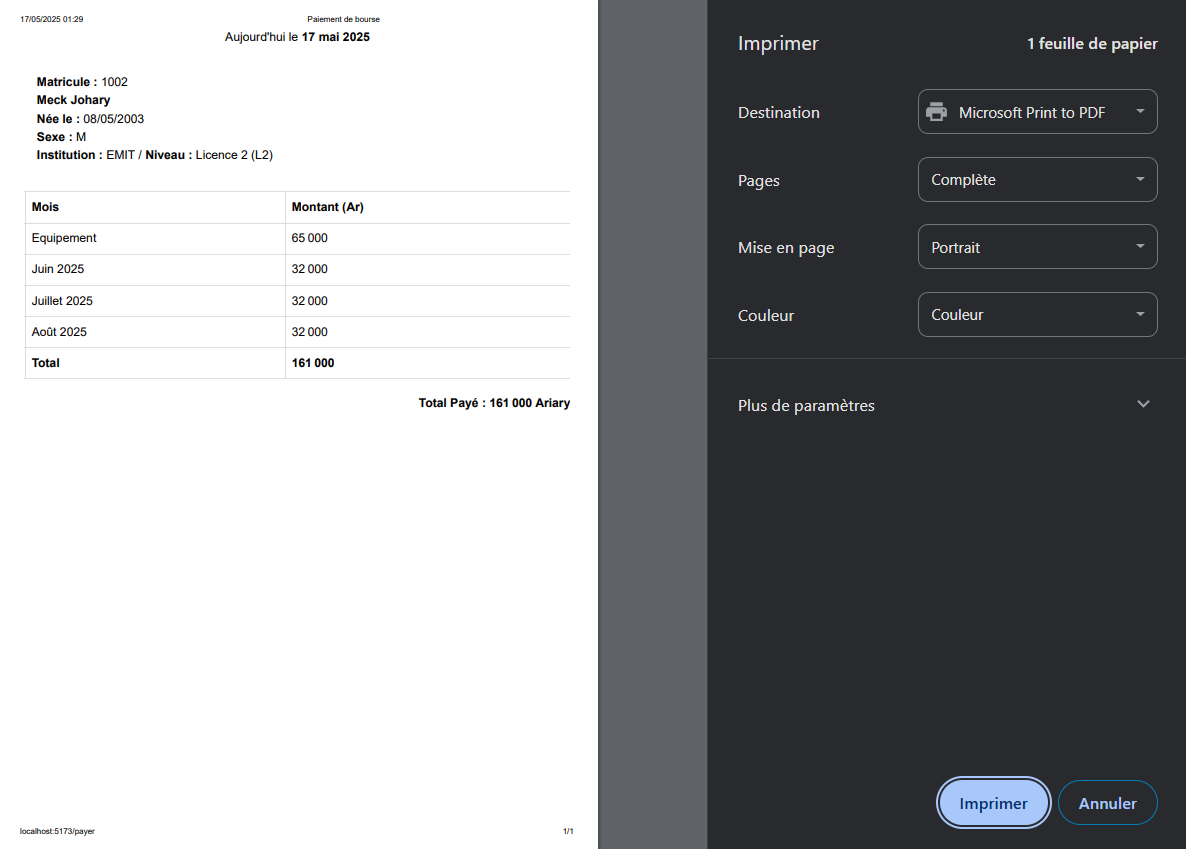 17/05/2025 01:29 Paiement de bourse
Aujourd'hui le 17 mai 2025
Matricule : 1002
Meck Johary
Née le : 08/05/2003
Sexe : M
Institution : EMIT / Niveau : Licence 2 (L2)
Mois Montant (Ar)
Equipement 65 000
Juin 2025 32 000
Juillet 2025 32 000
Août 2025 32 000
Total 161 000
Total Payé : 161 000 Ariary
localhost:5173/payer 1/1
Imprimer 1 feuille de papier
Destination Microsoft Print to PDF
Pages Complète
Mise en page Portrait
Couleur Couleur
Plus de paramètres
Imprimer Annuler